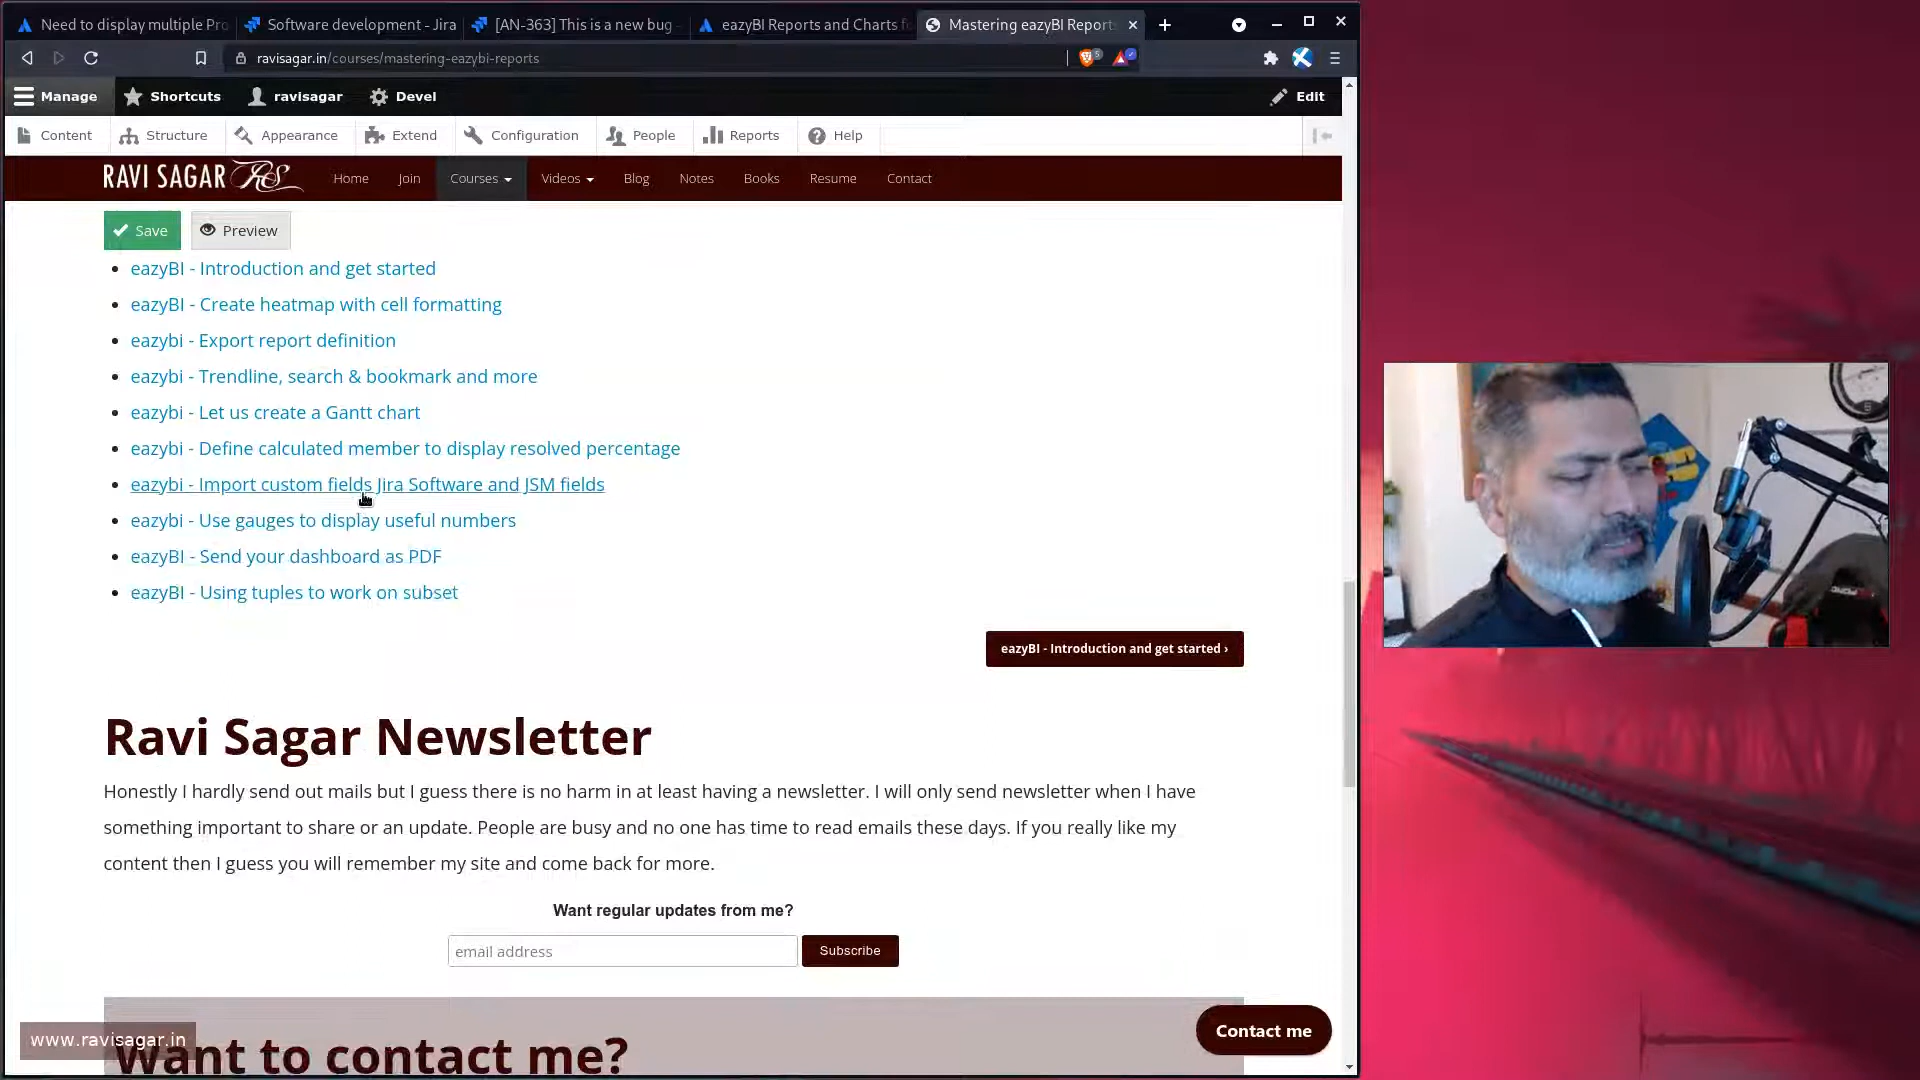 Need to display multiple Pro
Software development - Jira
[AN-363] This is a new bug -
eazyBI Reports and Charts f
Mastering eazyBI Reports
ravisagar.in/courses/mastering-eazybi-reports
5
Manage
Shortcuts
ravisagar
Devel
Edit
Content
Structure
Appearance
Extend
Configuration
People
Reports
Help
RAVI SAGAR RS
Home
Join
Courses
Videos
Blog
Notes
Books
Resume
Contact
Save
Preview
• eazyBI - Introduction and get started
• eazyBI - Create heatmap with cell formatting
• eazybi - Export report definition
• eazybi - Trendline, search & bookmark and more
• eazybi - Let us create a Gantt chart
• eazybi - Define calculated member to display resolved percentage
• eazybi - Import custom fields Jira Software and JSM fields
• eazybi - Use gauges to display useful numbers
• eazyBI - Send your dashboard as PDF
• eazyBI - Using tuples to work on subset
eazyBI - Introduction and get started ›
Ravi Sagar Newsletter
Honestly I hardly send out mails but I guess there is no harm in at least having a newsletter. I will only send newsletter when I have
something important to share or an update. People are busy and no one has time to read emails these days. If you really like my
content then I guess you will remember my site and come back for more.
Want regular updates from me?
email address
Subscribe
Contact me
www.ravisagar.in
Want to contact me?